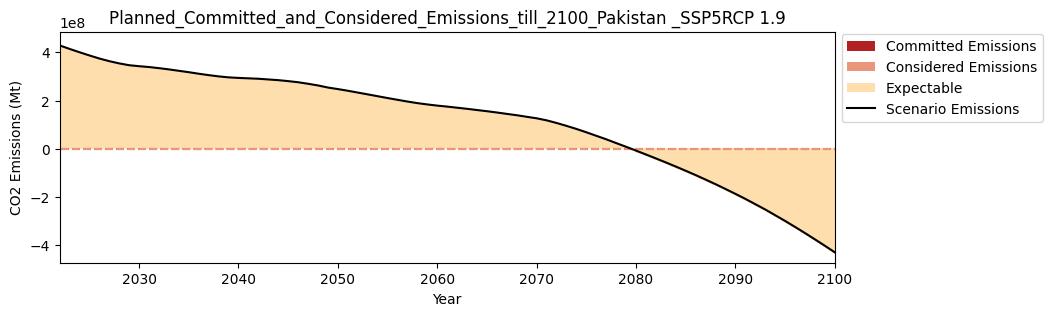 Planned_Committed_and_Considered_Emissions_till_2100_Pakistan _SSP5RCP 1.9
1e8
4
2
0
−2
−4
CO2 Emissions (Mt)
2030 2040 2050 2060 2070 2080 2090 2100
Year
Committed Emissions
Considered Emissions
Expectable
Scenario Emissions